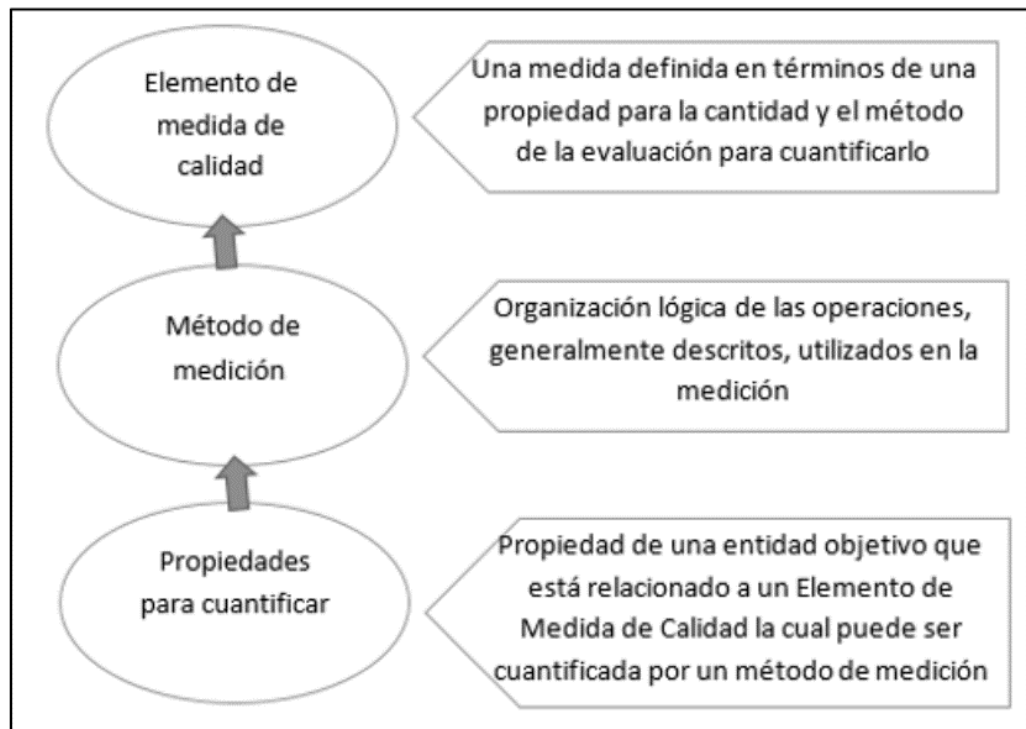 Elemento de
medida de
calidad
Una medida definida en términos de una
propiedad para la cantidad y el método
de la evaluación para cuantificarlo
Método de
medición
Organización lógica de las operaciones,
generalmente descritos, utilizados en la
medición
Propiedades
para cuantificar
Propiedad de una entidad objetivo que
está relacionado a un Elemento de
Medida de Calidad la cual puede ser
cuantificada por un método de medición